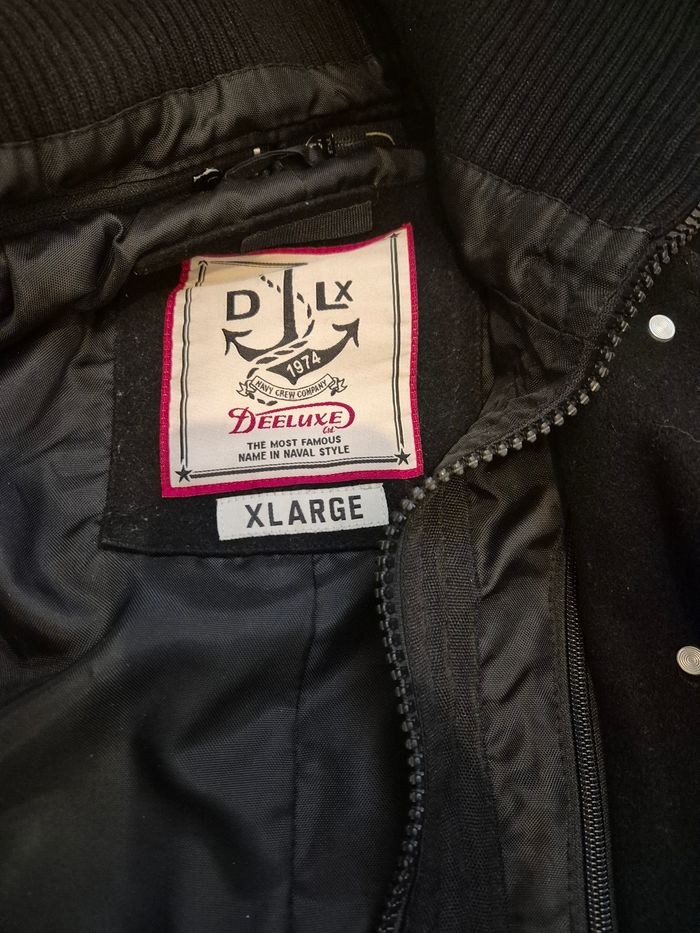 D LX
1974
NAVY CREW COMPANY
DEELUXE
Ltd.
THE MOST FAMOUS
NAME IN NAVAL STYLE
XLARGE